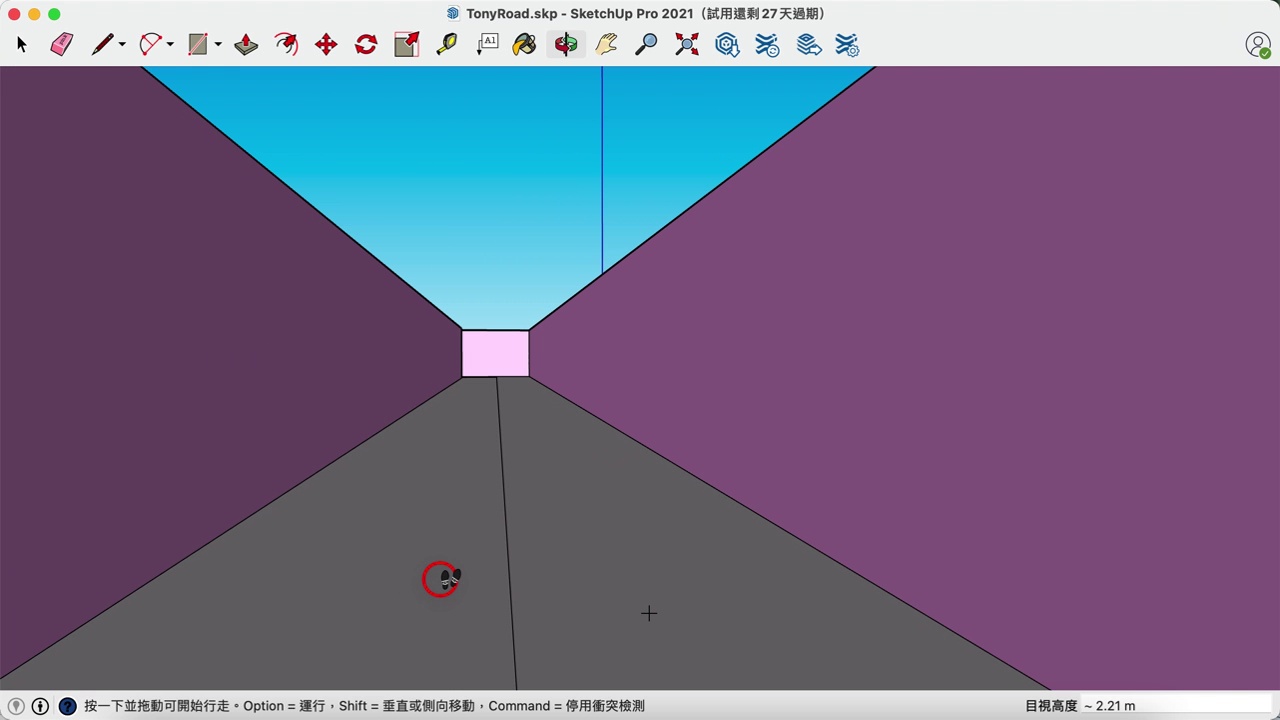 TonyRoad.skp - SketchUp Pro 2021（試用還剩 27 天過期）
A1
按一下並拖動可開始行走。Option = 運行，Shift = 垂直或側向移動，Command = 停用衝突檢測
目視高度 ~ 2.21 m